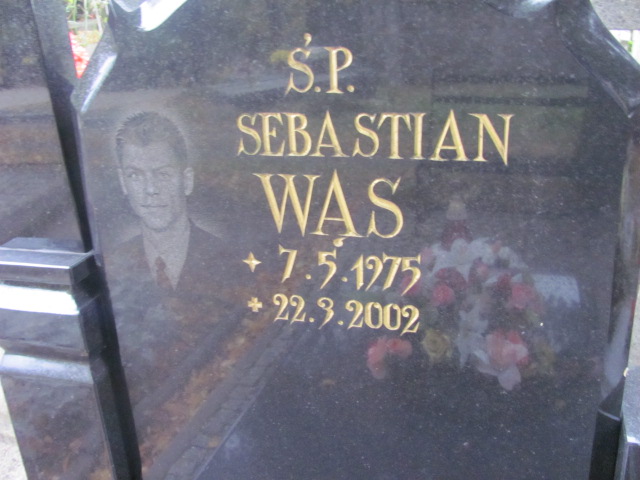 Ś.P.
SEBASTIAN
WĄS
✦ 7.5.1975
✝ 22.3.2002